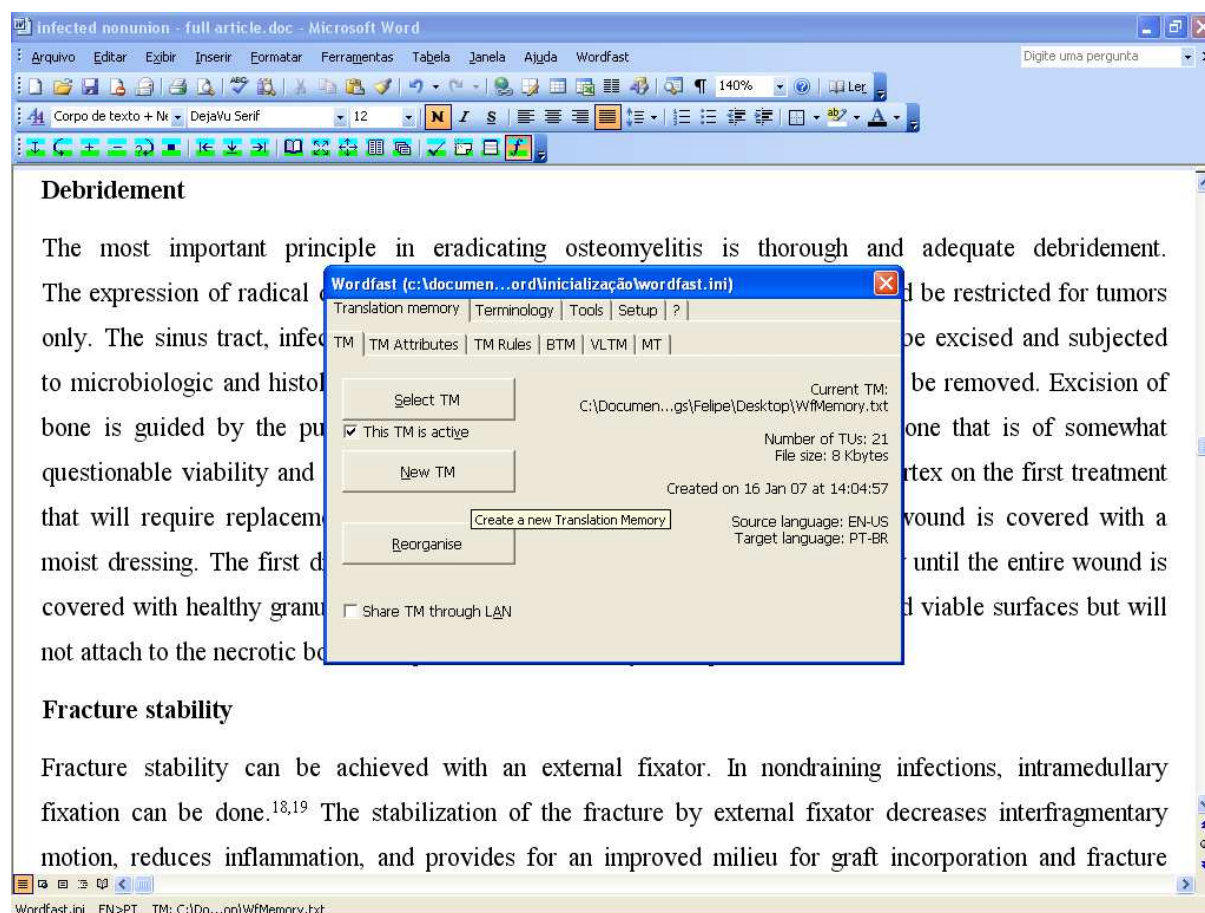 infected nonunion - full article.doc - Microsoft Word
Arquivo Editar Exibir Inserir Formatar Ferramentas Tabela Janela Ajuda Wordfast Digite uma pergunta
140% Ler
Corpo de texto + Ne DejaVu Serif 12 N I S
Debridement
The most important principle in eradicating osteomyelitis is thorough and adequate debridement.
The expression of radical d be restricted for tumors
only. The sinus tract, infec be excised and subjected
to microbiologic and histol be removed. Excision of
bone is guided by the pu one that is of somewhat
questionable viability and rtex on the first treatment
that will require replaceme wound is covered with a
moist dressing. The first d until the entire wound is
covered with healthy granu d viable surfaces but will
not attach to the necrotic bo
Wordfast (c:\documen...ord\inicialização\wordfast.ini)
Translation memory Terminology Tools Setup ?
TM TM Attributes TM Rules BTM VLTM MT
Select TM
This TM is active
New TM
Create a new Translation Memory
Reorganise
Share TM through LAN
Current TM:
C:\Documen...gs\Felipe\Desktop\WfMemory.txt
Number of TUs: 21
File size: 8 Kbytes
Created on 16 Jan 07 at 14:04:57
Source language: EN-US
Target language: PT-BR
Fracture stability
Fracture stability can be achieved with an external fixator. In nondraining infections, intramedullary
fixation can be done.18,19 The stabilization of the fracture by external fixator decreases interfragmentary
motion, reduces inflammation, and provides for an improved milieu for graft incorporation and fracture
Wordfast.ini EN>PT TM: C:\Do...op\WfMemory.txt